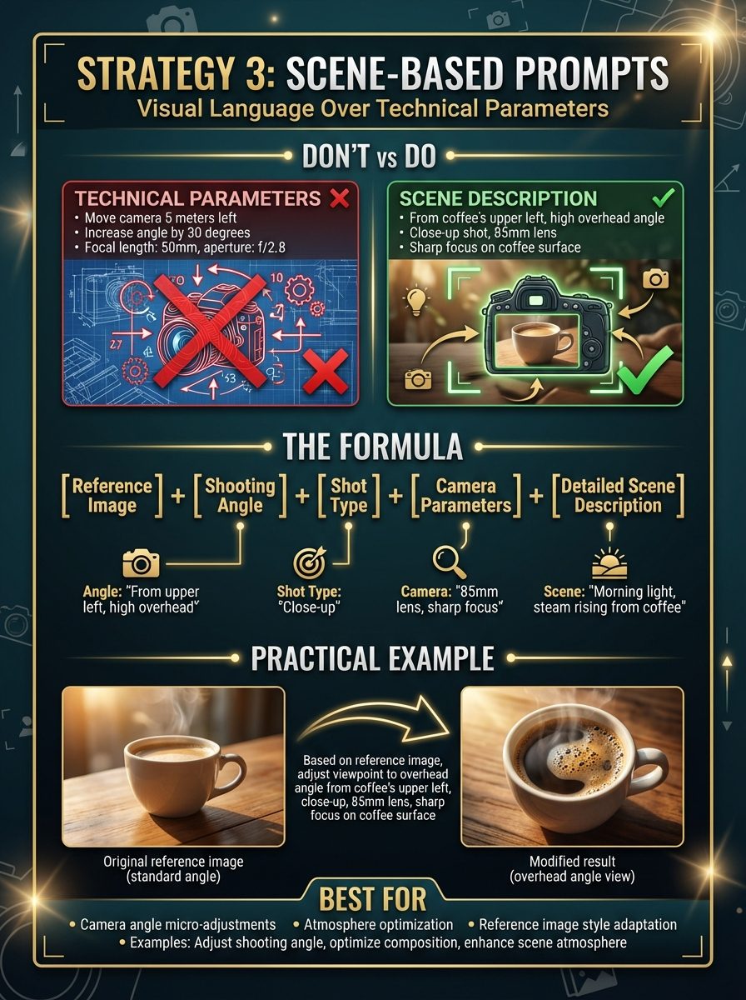 STRATEGY 3: SCENE-BASED PROMPTS
Visual Language Over Technical Parameters
DON'T vs DO
TECHNICAL PARAMETERS
• Move camera 5 meters left
• Increase angle by 30 degrees
• Focal length: 50mm, aperture: f/2.8
10
27
SCENE DESCRIPTION
• From coffee's upper left, high overhead angle
• Close-up shot, 85mm lens
• Sharp focus on coffee surface
THE FORMULA
[Reference Image] + [Shooting Angle] + [Shot Type] + [Camera Parameters] + [Detailed Scene Description]
Angle: "From upper
left, high overhead"
Shot Type:
"Close-up"
Camera: "85mm
lens, sharp focus"
Scene: "Morning light,
steam rising from coffee"
PRACTICAL EXAMPLE
Based on reference image,
adjust viewpoint to overhead
angle from coffee's upper left,
close-up, 85mm lens, sharp
focus on coffee surface
Original reference image
(standard angle)
Modified result
(overhead angle view)
BEST FOR
• Camera angle micro-adjustments • Atmosphere optimization • Reference image style adaptation
• Examples: Adjust shooting angle, optimize composition, enhance scene atmosphere